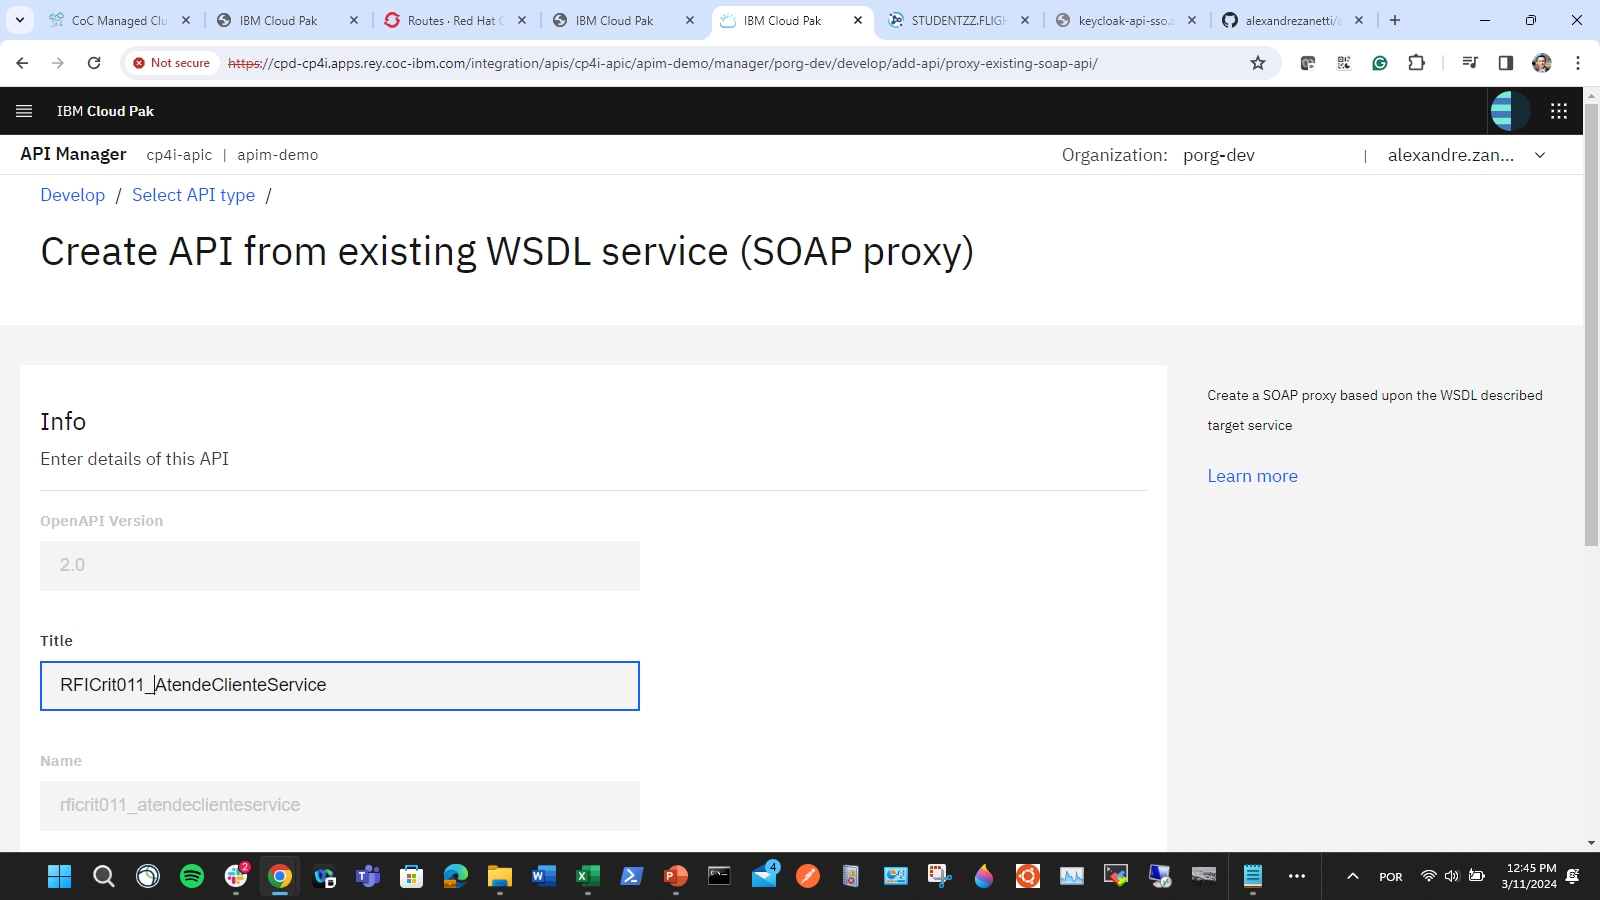 CoC Managed Clu
IBM Cloud Pak
Routes · Red Hat C
IBM Cloud Pak
IBM Cloud Pak
STUDENTZZ.FLIGH
keycloak-api-sso.a
alexandrezanetti/a
Not secure
https://cpd-cp4i.apps.rey.coc-ibm.com/integration/apis/cp4i-apic/apim-demo/manager/porg-dev/develop/add-api/proxy-existing-soap-api/
IBM Cloud Pak
API Manager cp4i-apic | apim-demo
Organization: porg-dev | alexandre.zan...
Develop / Select API type /
Create API from existing WSDL service (SOAP proxy)
Info
Enter details of this API
OpenAPI Version
2.0
Title
RFICrit011_AtendeClienteService
Name
rficrit011_atendeclienteservice
Create a SOAP proxy based upon the WSDL described
target service
Learn more
2
4
POR
12:45 PM
3/11/2024